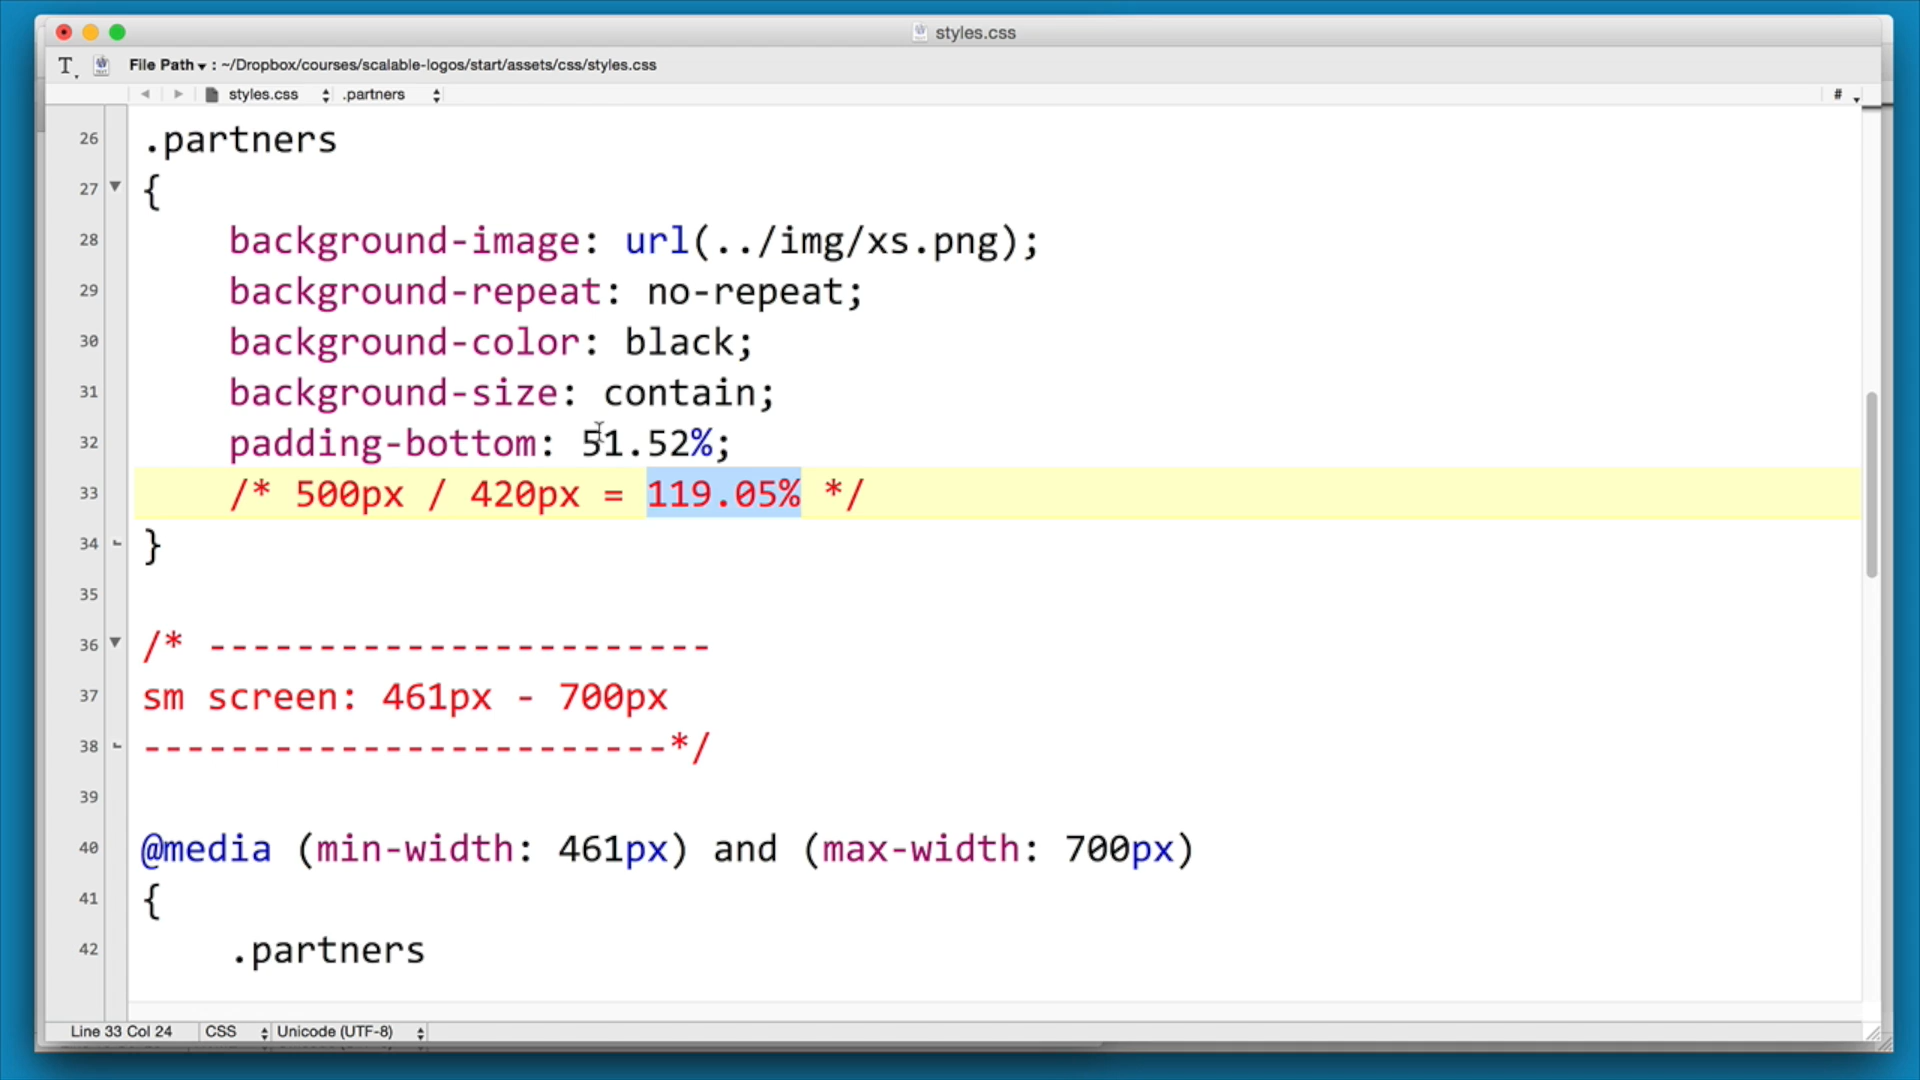 styles.css
File Path : ~/Dropbox/courses/scalable-logos/start/assets/css/styles.css
styles.css .partners #
26 .partners
27 {
28 background-image: url(../img/xs.png);
29 background-repeat: no-repeat;
30 background-color: black;
31 background-size: contain;
32 padding-bottom: 51.52%;
33 /* 500px / 420px = 119.05% */
34 }
35
36 /* -----------------------
37 sm screen: 461px - 700px
38 ------------------------*/
39
40 @media (min-width: 461px) and (max-width: 700px)
41 {
42 .partners
Line 33 Col 24 CSS Unicode (UTF-8)